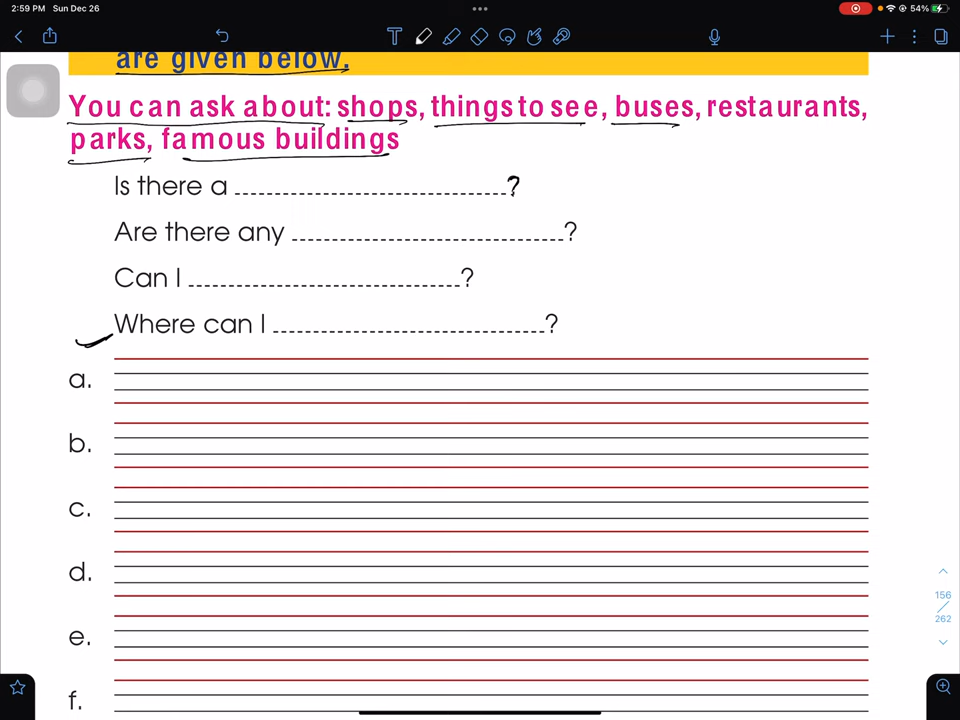 2:59 PM Sun Dec 26
54%
are given below.
You can ask about: shops, things to see, buses, restaurants,
parks, famous buildings
Is there a ..................................?
Are there any ..................................?
Can I ..................................?
Where can I ..................................?
a.
b.
c.
d.
e.
f.
156
262